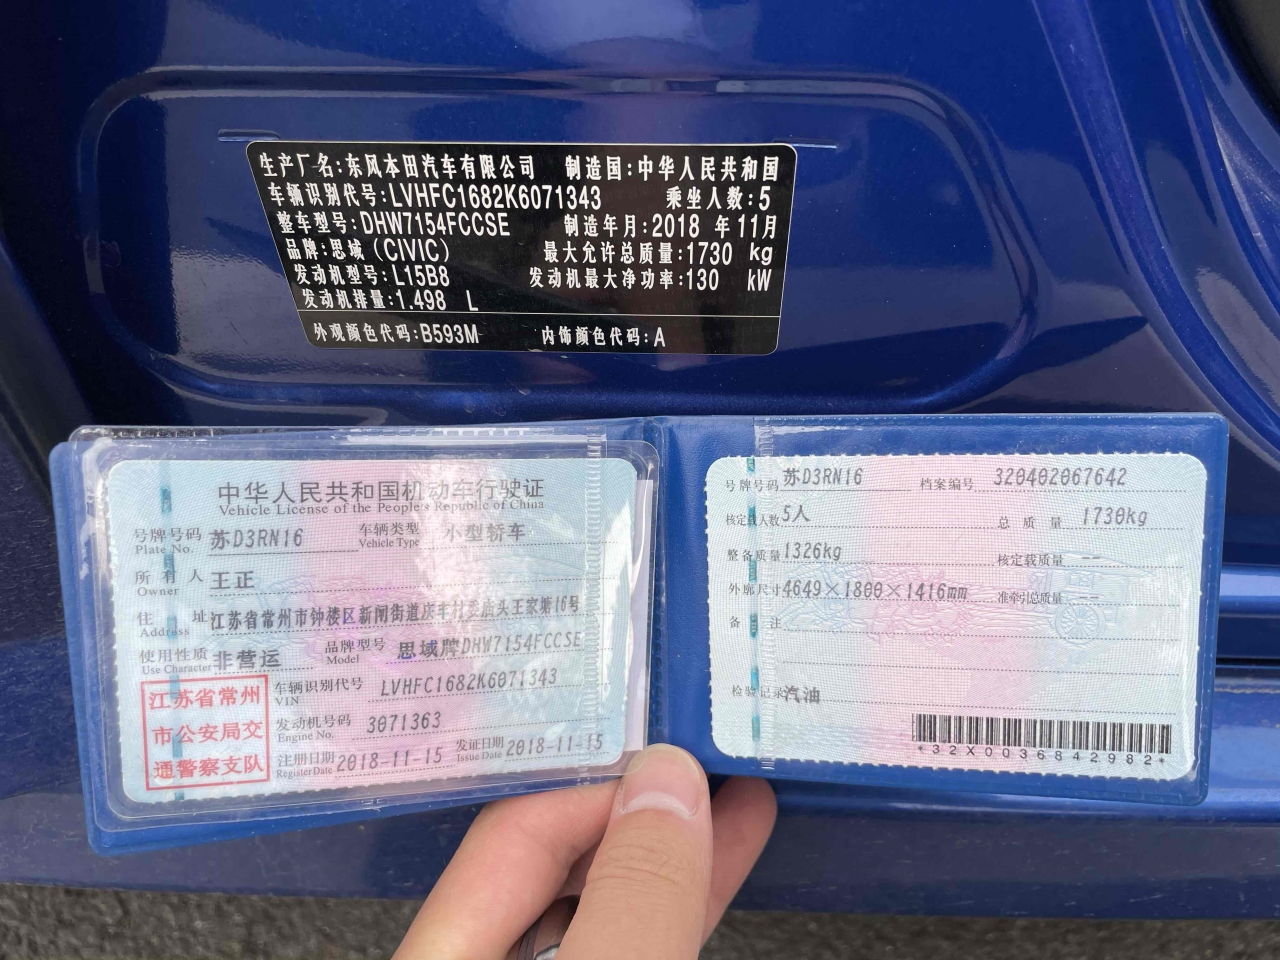 生产厂名:东风本田汽车有限公司 制造国:中华人民共和国
车辆识别代号:LVHFC1682K6071343 乘坐人数:5
整车型号:DHW7154FCCSE 制造年月:2018 年11月
品牌:思域(CIVIC) 最大允许总质量:1730 kg
发动机型号:L15B8 发动机最大净功率:130 kW
发动机排量:1.498 L
外观颜色代码:B593M 内饰颜色代码:A
中华人民共和国机动车行驶证
Vehicle License of the People's Republic of China
号牌号码 苏D3RN16 车辆类型 小型轿车
Plate No. Vehicle Type
所有人 王正
Owner
住址 江苏省常州市钟楼区新闸街道庆丰村委庙头王家塘16号
Address
使用性质 非营运 品牌型号 思域牌DHW7154FCCSE
Use Character Model
车辆识别代号 LVHFC1682K6071343
VIN
发动机号码 3071363
Engine No.
注册日期 2018-11-15 发证日期 2018-11-15
Register Date Issue Date
江苏省常州
市公安局交
通警察支队
号牌号码 苏D3RN16 档案编号 320402067642
核定载人数 5人 总质量 1730kg
整备质量 1326kg 核定载质量 --
外廓尺寸 4649×1800×1416mm 准牵引总质量 --
备注
检验记录 汽油
*32X0036842982*